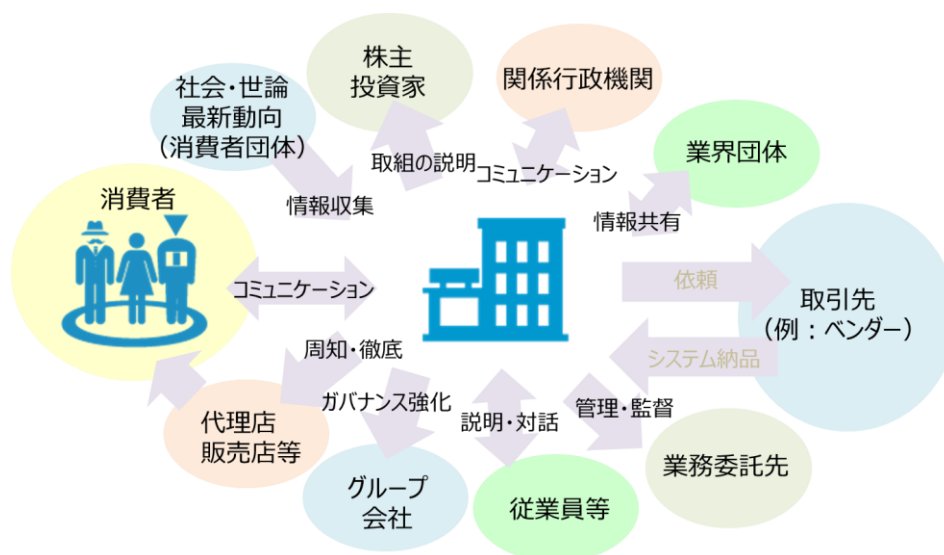 株主
投資家
関係行政機関
社会・世論
最新動向
（消費者団体）
業界団体
取組の説明
コミュニケーション
消費者
情報収集
情報共有
依頼
コミュニケーション
取引先
（例：ベンダー）
周知・徹底
システム納品
ガバナンス強化
説明・対話
管理・監督
代理店
販売店等
業務委託先
グループ
会社
従業員等